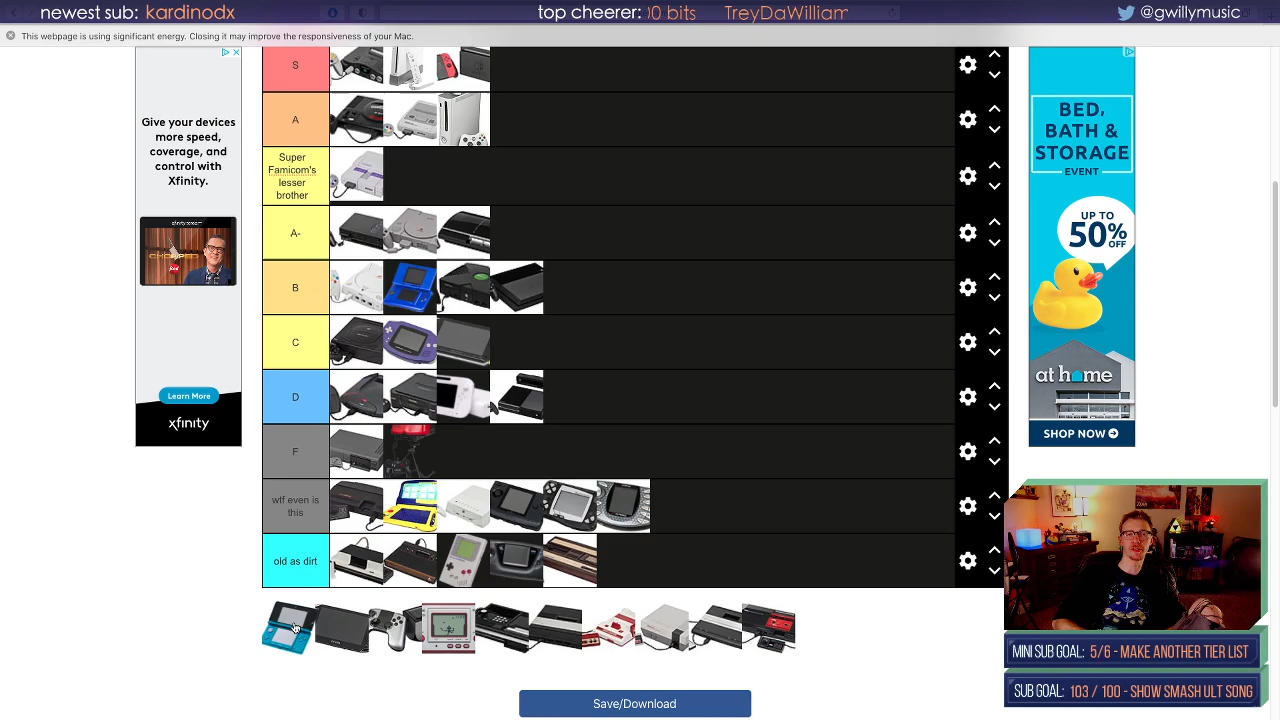 newest sub: kardinodx
top cheerer: 00 bits TreyDaWilliam
@gwillymusic
This webpage is using significant energy. Closing it may improve the responsiveness of your Mac.
Give your devices
more speed,
coverage, and
control with
Xfinity.
CHOPPED
Learn More
xfinity
S
A
Super
Famicom's
lesser
brother
A-
B
C
D
F
wtf even is
this
old as dirt
BED,
BATH &
STORAGE
EVENT
UP TO
50%
OFF
at home
SHOP NOW
MINI SUB GOAL: 5/6 - MAKE ANOTHER TIER LIST
SUB GOAL: 103 / 100 - SHOW SMASH ULT SONG
Save/Download